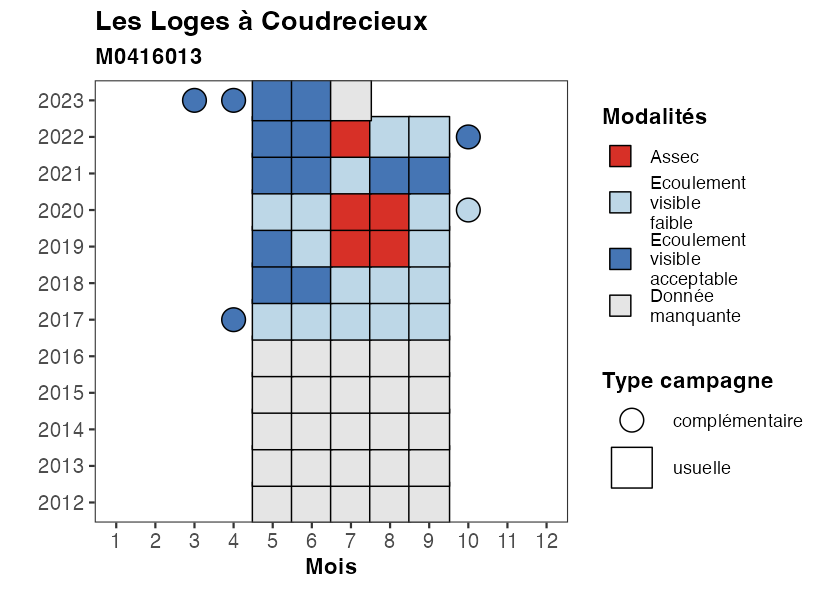 Les Loges à Coudrecieux
M0416013
2023
2022
2021
2020
2019
2018
2017
2016
2015
2014
2013
2012
1 2 3 4 5 6 7 8 9 10 11 12
Mois
Modalités
Assec
Ecoulement
visible
faible
Ecoulement
visible
acceptable
Donnée
manquante
Type campagne
complémentaire
usuelle